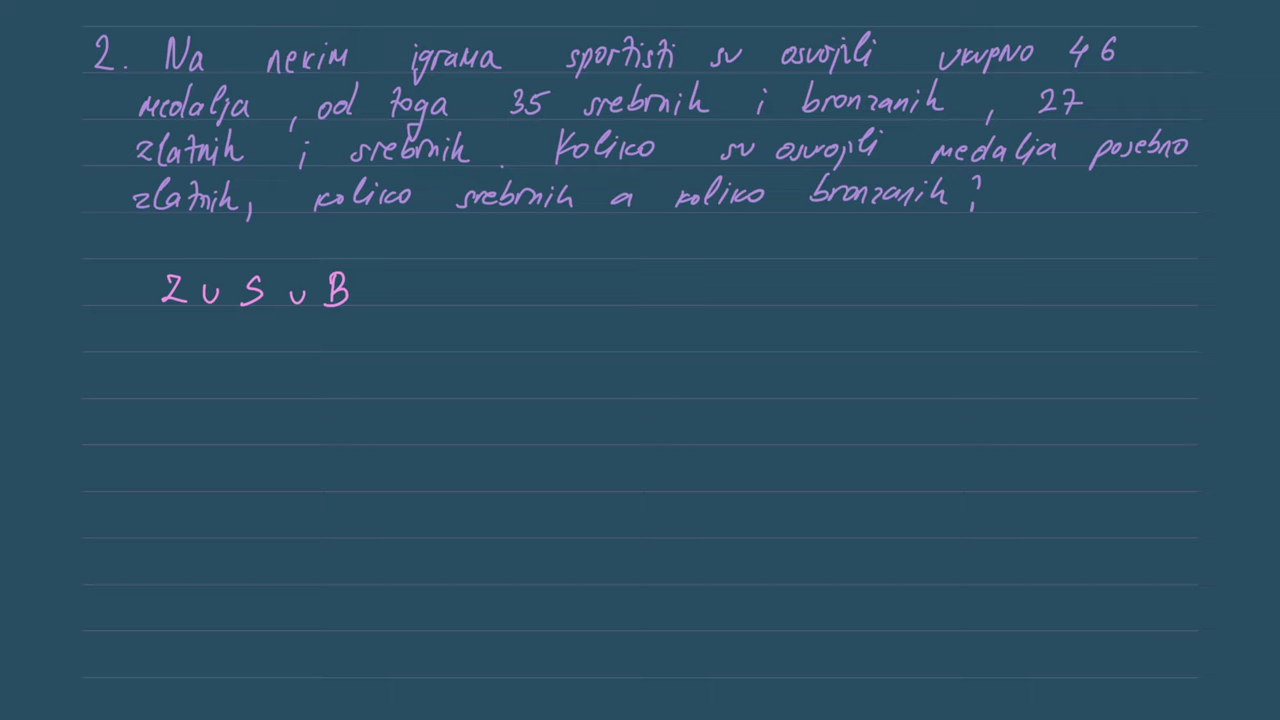 2. Na nekim igrama sportisti su osvojili ukupno 46
medalja, od toga 35 srebrnih i bronzanih, 27
zlatnih i srebrnih. Koliko su osvojili medalja posebno
zlatnih, koliko srebrnih a koliko bronzanih?
Z ∪ S ∪ B